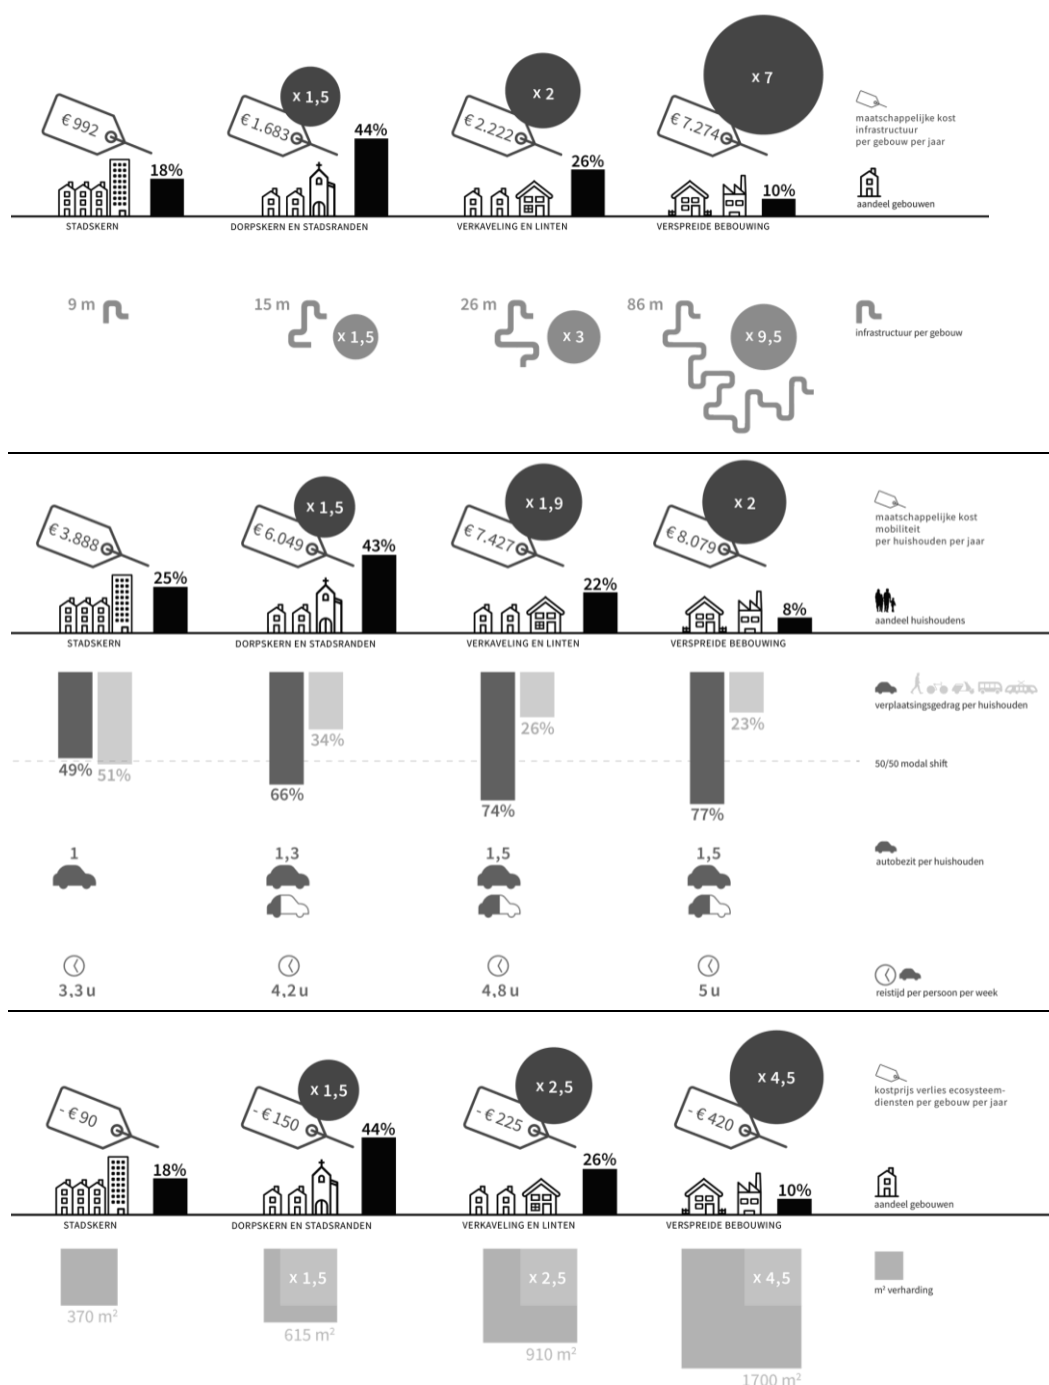 x 7
x 1,5
x 2
€ 992
€ 1.683
€ 2.222
€ 7.274
maatschappelijke kost
infrastructuur
per gebouw per jaar
18%
44%
26%
10%
aandeel gebouwen
STADSKERN
DORPSKERN EN STADSRANDEN
VERKAVELING EN LINTEN
VERSPREIDE BEBOUWING
9 m
15 m
26 m
86 m
x 1,5
x 3
x 9,5
infrastructuur per gebouw
x 1,5
x 1,9
x 2
€ 3.888
€ 6.049
€ 7.427
€ 8.079
maatschappelijke kost
mobiliteit
per huishouden per jaar
25%
43%
22%
8%
aandeel huishoudens
STADSKERN
DORPSKERN EN STADSRANDEN
VERKAVELING EN LINTEN
VERSPREIDE BEBOUWING
verplaatsingsgedrag per huishouden
49%
51%
66%
34%
74%
26%
77%
23%
50/50 modal shift
1
1,3
1,5
1,5
autobezit per huishouden
3,3 u
4,2 u
4,8 u
5 u
reistijd per persoon per week
x 1,5
x 2,5
x 4,5
- € 90
- € 150
- € 225
- € 420
kostprijs verlies ecosysteem-
diensten per gebouw per jaar
18%
44%
26%
10%
aandeel gebouwen
STADSKERN
DORPSKERN EN STADSRANDEN
VERKAVELING EN LINTEN
VERSPREIDE BEBOUWING
x 1,5
x 2,5
x 4,5
m² verharding
370 m²
615 m²
910 m²
1700 m²